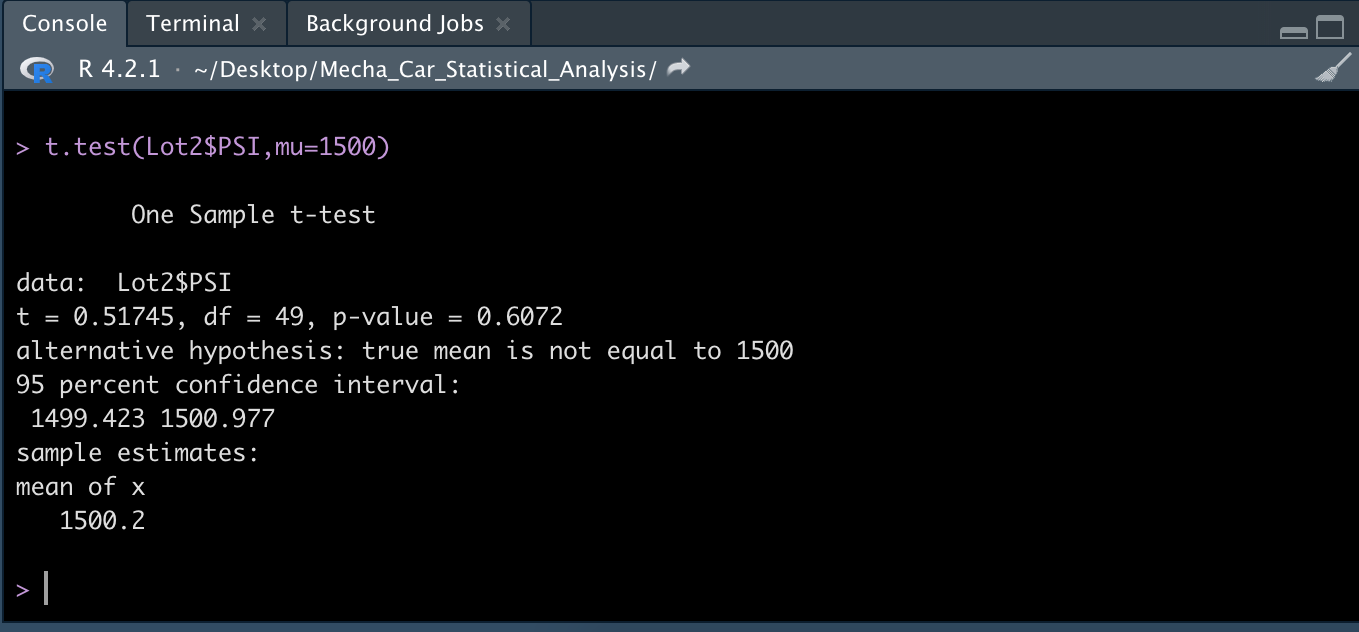 Console Terminal Background Jobs
R R 4.2.1 · ~/Desktop/Mecha_Car_Statistical_Analysis/
> t.test(Lot2$PSI,mu=1500)
One Sample t-test
data:  Lot2$PSI
t = 0.51745, df = 49, p-value = 0.6072
alternative hypothesis: true mean is not equal to 1500
95 percent confidence interval:
1499.423 1500.977
sample estimates:
mean of x
1500.2
>